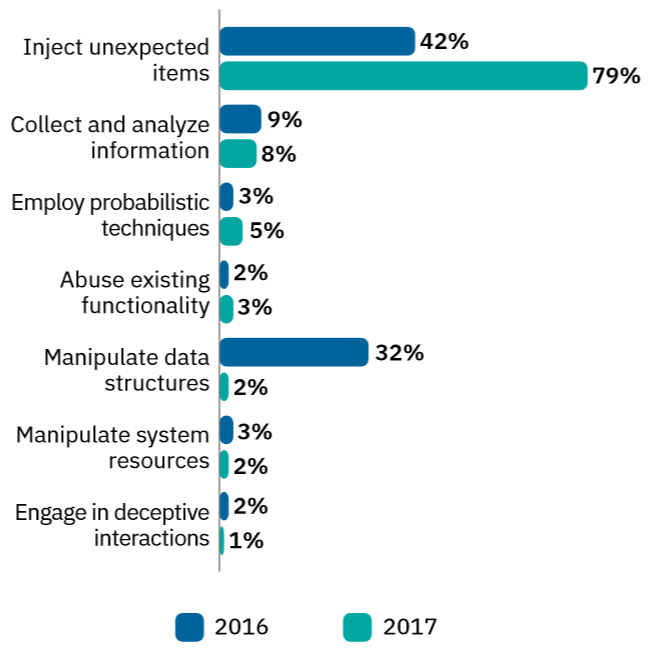 Inject unexpected
items
42%
79%
Collect and analyze
information
9%
8%
Employ probabilistic
techniques
3%
5%
Abuse existing
functionality
2%
3%
Manipulate data
structures
32%
2%
Manipulate system
resources
3%
2%
Engage in deceptive
interactions
2%
1%
2016
2017